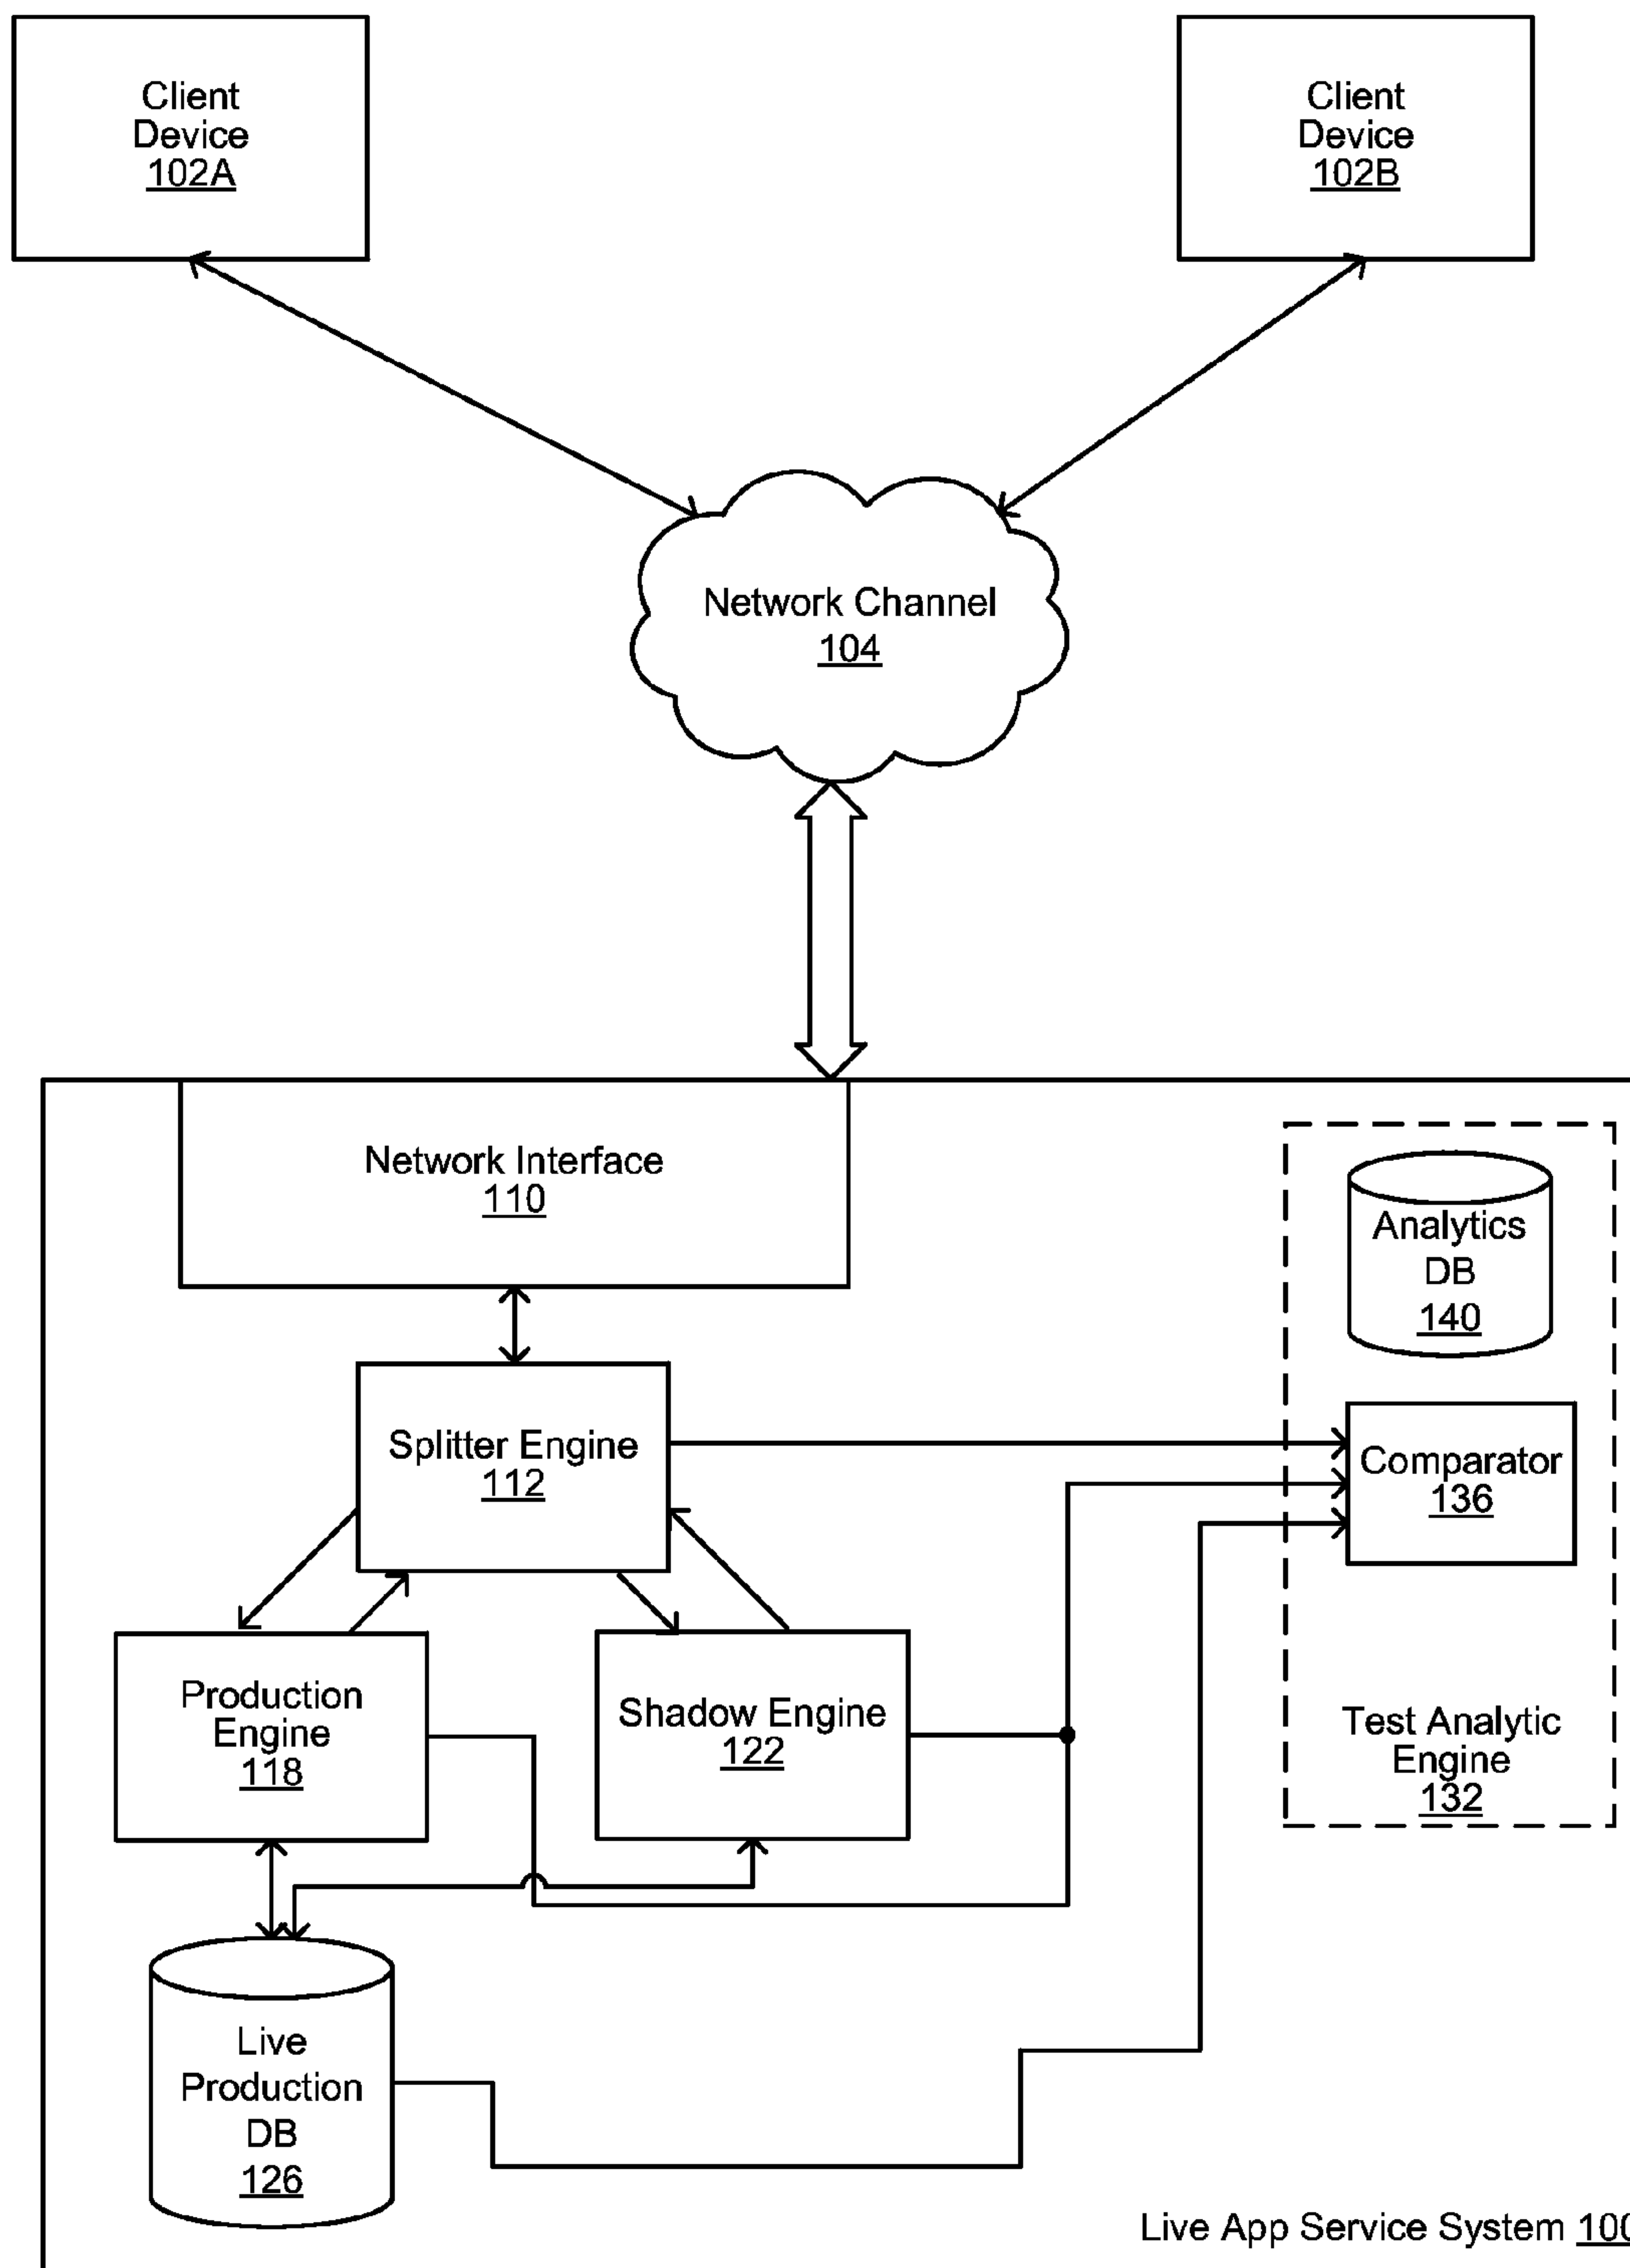 Client
Device
102A
Client
Device
102B
Network Channel
104
Network Interface
110
Analytics
DB
140
Splitter Engine
112
Comparator
136
Production
Engine
118
Shadow Engine
122
Test Analytic
Engine
132
Live
Production
DB
126
Live App Service System 100